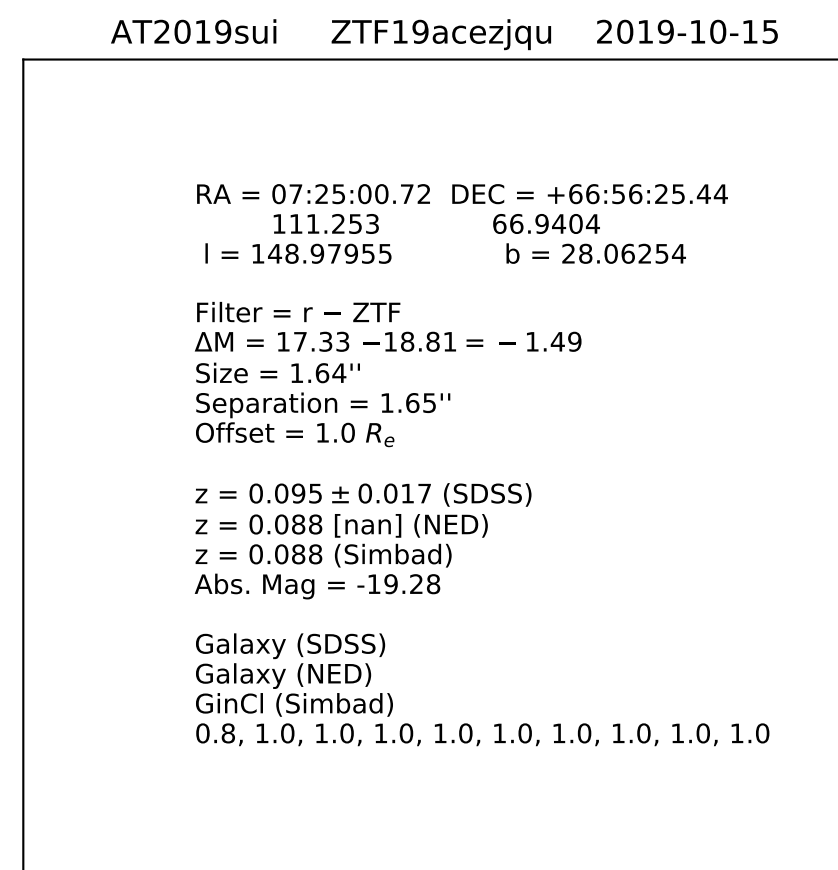 AT2019sui ZTF19acezjqu 2019-10-15
RA = 07:25:00.72 DEC = +66:56:25.44
111.253 66.9404
l = 148.97955 b = 28.06254
Filter = r − ZTF
ΔM = 17.33 −18.81 = − 1.49
Size = 1.64''
Separation = 1.65''
Offset = 1.0 Rₑ
z = 0.095 ± 0.017 (SDSS)
z = 0.088 [nan] (NED)
z = 0.088 (Simbad)
Abs. Mag = -19.28
Galaxy (SDSS)
Galaxy (NED)
GinCl (Simbad)
0.8, 1.0, 1.0, 1.0, 1.0, 1.0, 1.0, 1.0, 1.0, 1.0